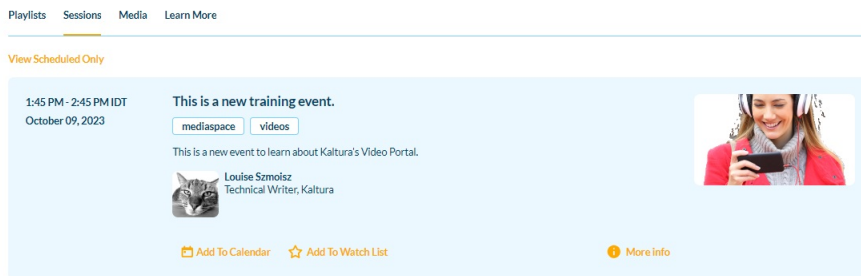 Playlists Sessions Media Learn More
View Scheduled Only
1:45 PM - 2:45 PM IDT
October 09, 2023
This is a new training event.
mediaspace videos
This is a new event to learn about Kaltura's Video Portal.
Louise Szmoisz
Technical Writer, Kaltura
Add To Calendar Add To Watch List More info